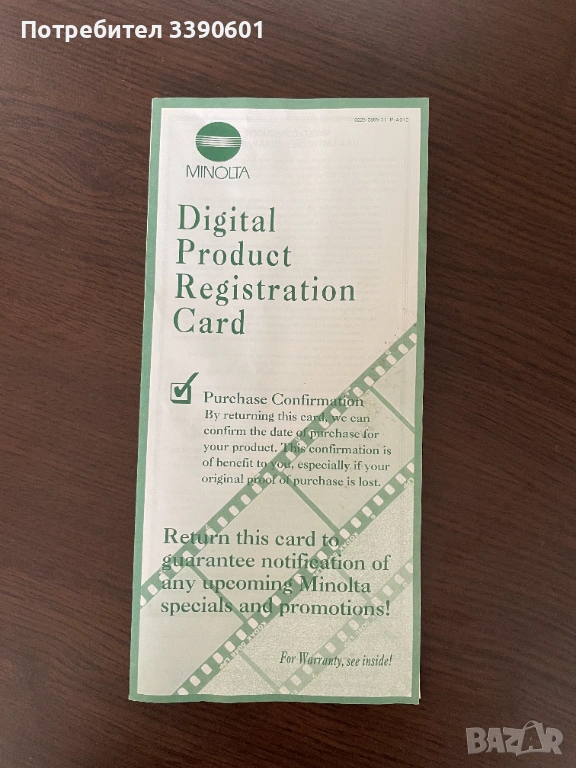 Потребител 3390601
MINOLTA
Digital
Product
Registration
Card
Purchase Confirmation
By returning this card, we can
confirm the date of purchase for
your product. This confirmation is
of benefit to you, especially if your
original proof of purchase is lost.
Return this card to
guarantee notification of
any upcoming Minolta
specials and promotions!
For Warranty, see inside!
BAZAR